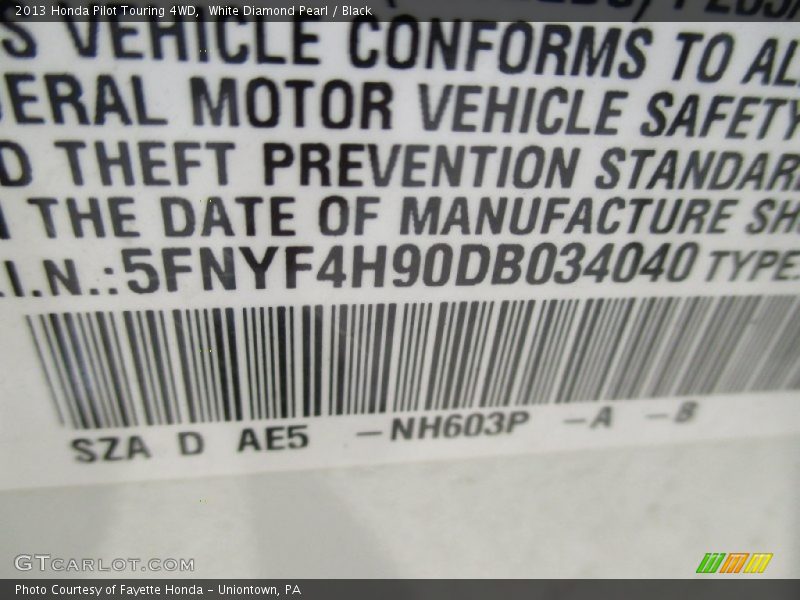 2013 Honda Pilot Touring 4WD,  White Diamond Pearl / Black
S VEHICLE CONFORMS TO AL
ERAL MOTOR VEHICLE SAFETY
D THEFT PREVENTION STANDAR
THE DATE OF MANUFACTURE SH
.I.N.:5FNYF4H90DB034040 TYPE:
SZA D AE5 -NH603P -A -B
GTCARLOT.COM
Photo Courtesy of Fayette Honda - Uniontown, PA